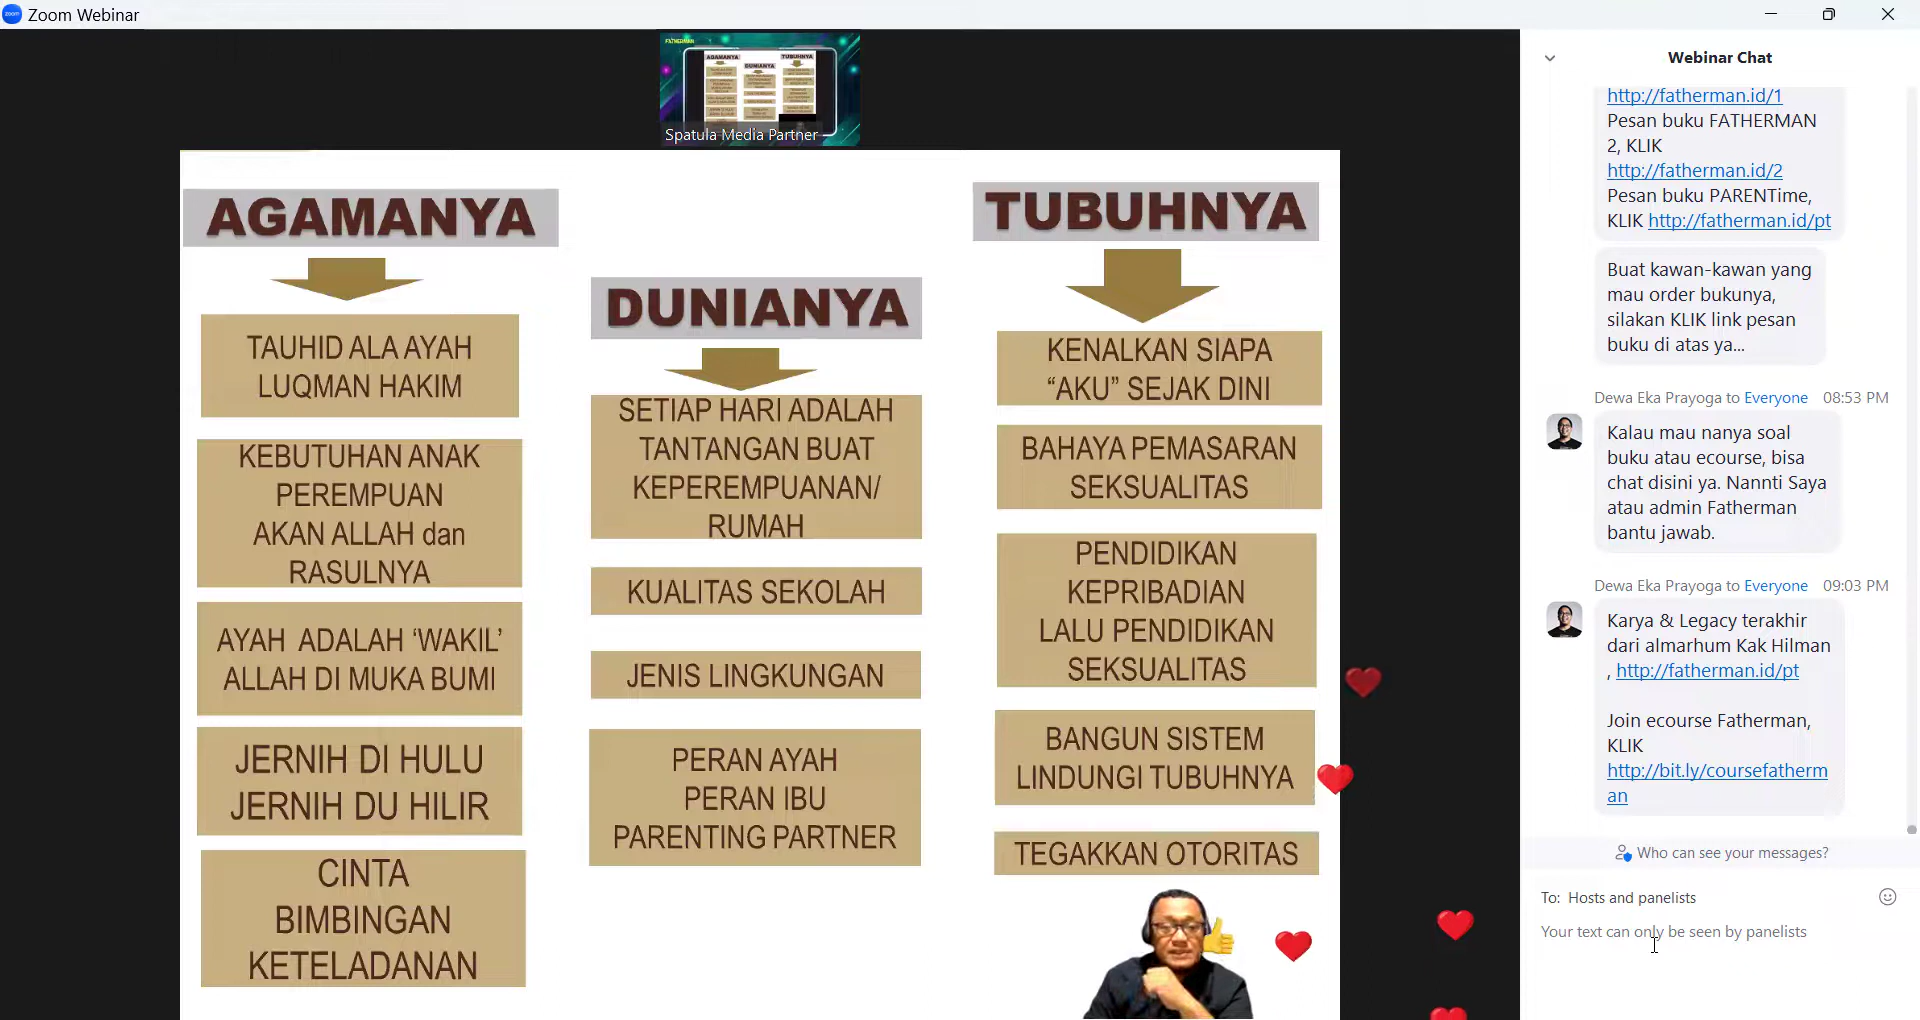 Zoom Webinar
FATHERMAN
AGAMANYA
DUNIANYA
TUBUHNYA
Spatula Media Partner
AGAMANYA
TAUHID ALA AYAH
LUQMAN HAKIM
KEBUTUHAN ANAK
PEREMPUAN
AKAN ALLAH dan
RASULNYA
AYAH ADALAH ‘WAKIL’
ALLAH DI MUKA BUMI
JERNIH DI HULU
JERNIH DU HILIR
CINTA
BIMBINGAN
KETELADANAN
DUNIANYA
SETIAP HARI ADALAH
TANTANGAN BUAT
KEPEREMPUANAN/
RUMAH
KUALITAS SEKOLAH
JENIS LINGKUNGAN
PERAN AYAH
PERAN IBU
PARENTING PARTNER
TUBUHNYA
KENALKAN SIAPA
“AKU” SEJAK DINI
BAHAYA PEMASARAN
SEKSUALITAS
PENDIDIKAN
KEPRIBADIAN
LALU PENDIDIKAN
SEKSUALITAS
BANGUN SISTEM
LINDUNGI TUBUHNYA
TEGAKKAN OTORITAS
Webinar Chat
http://fatherman.id/1
Pesan buku FATHERMAN
2, KLIK
http://fatherman.id/2
Pesan buku PARENTime,
KLIK http://fatherman.id/pt
Buat kawan-kawan yang
mau order bukunya,
silakan KLIK link pesan
buku di atas ya...
Dewa Eka Prayoga to Everyone 08:53 PM
Kalau mau nanya soal
buku atau ecourse, bisa
chat disini ya. Nannti Saya
atau admin Fatherman
bantu jawab.
Dewa Eka Prayoga to Everyone 09:03 PM
Karya & Legacy terakhir
dari almarhum Kak Hilman
, http://fatherman.id/pt
Join ecourse Fatherman,
KLIK
http://bit.ly/coursefatherm
an
Who can see your messages?
To: Hosts and panelists
Your text can only be seen by panelists